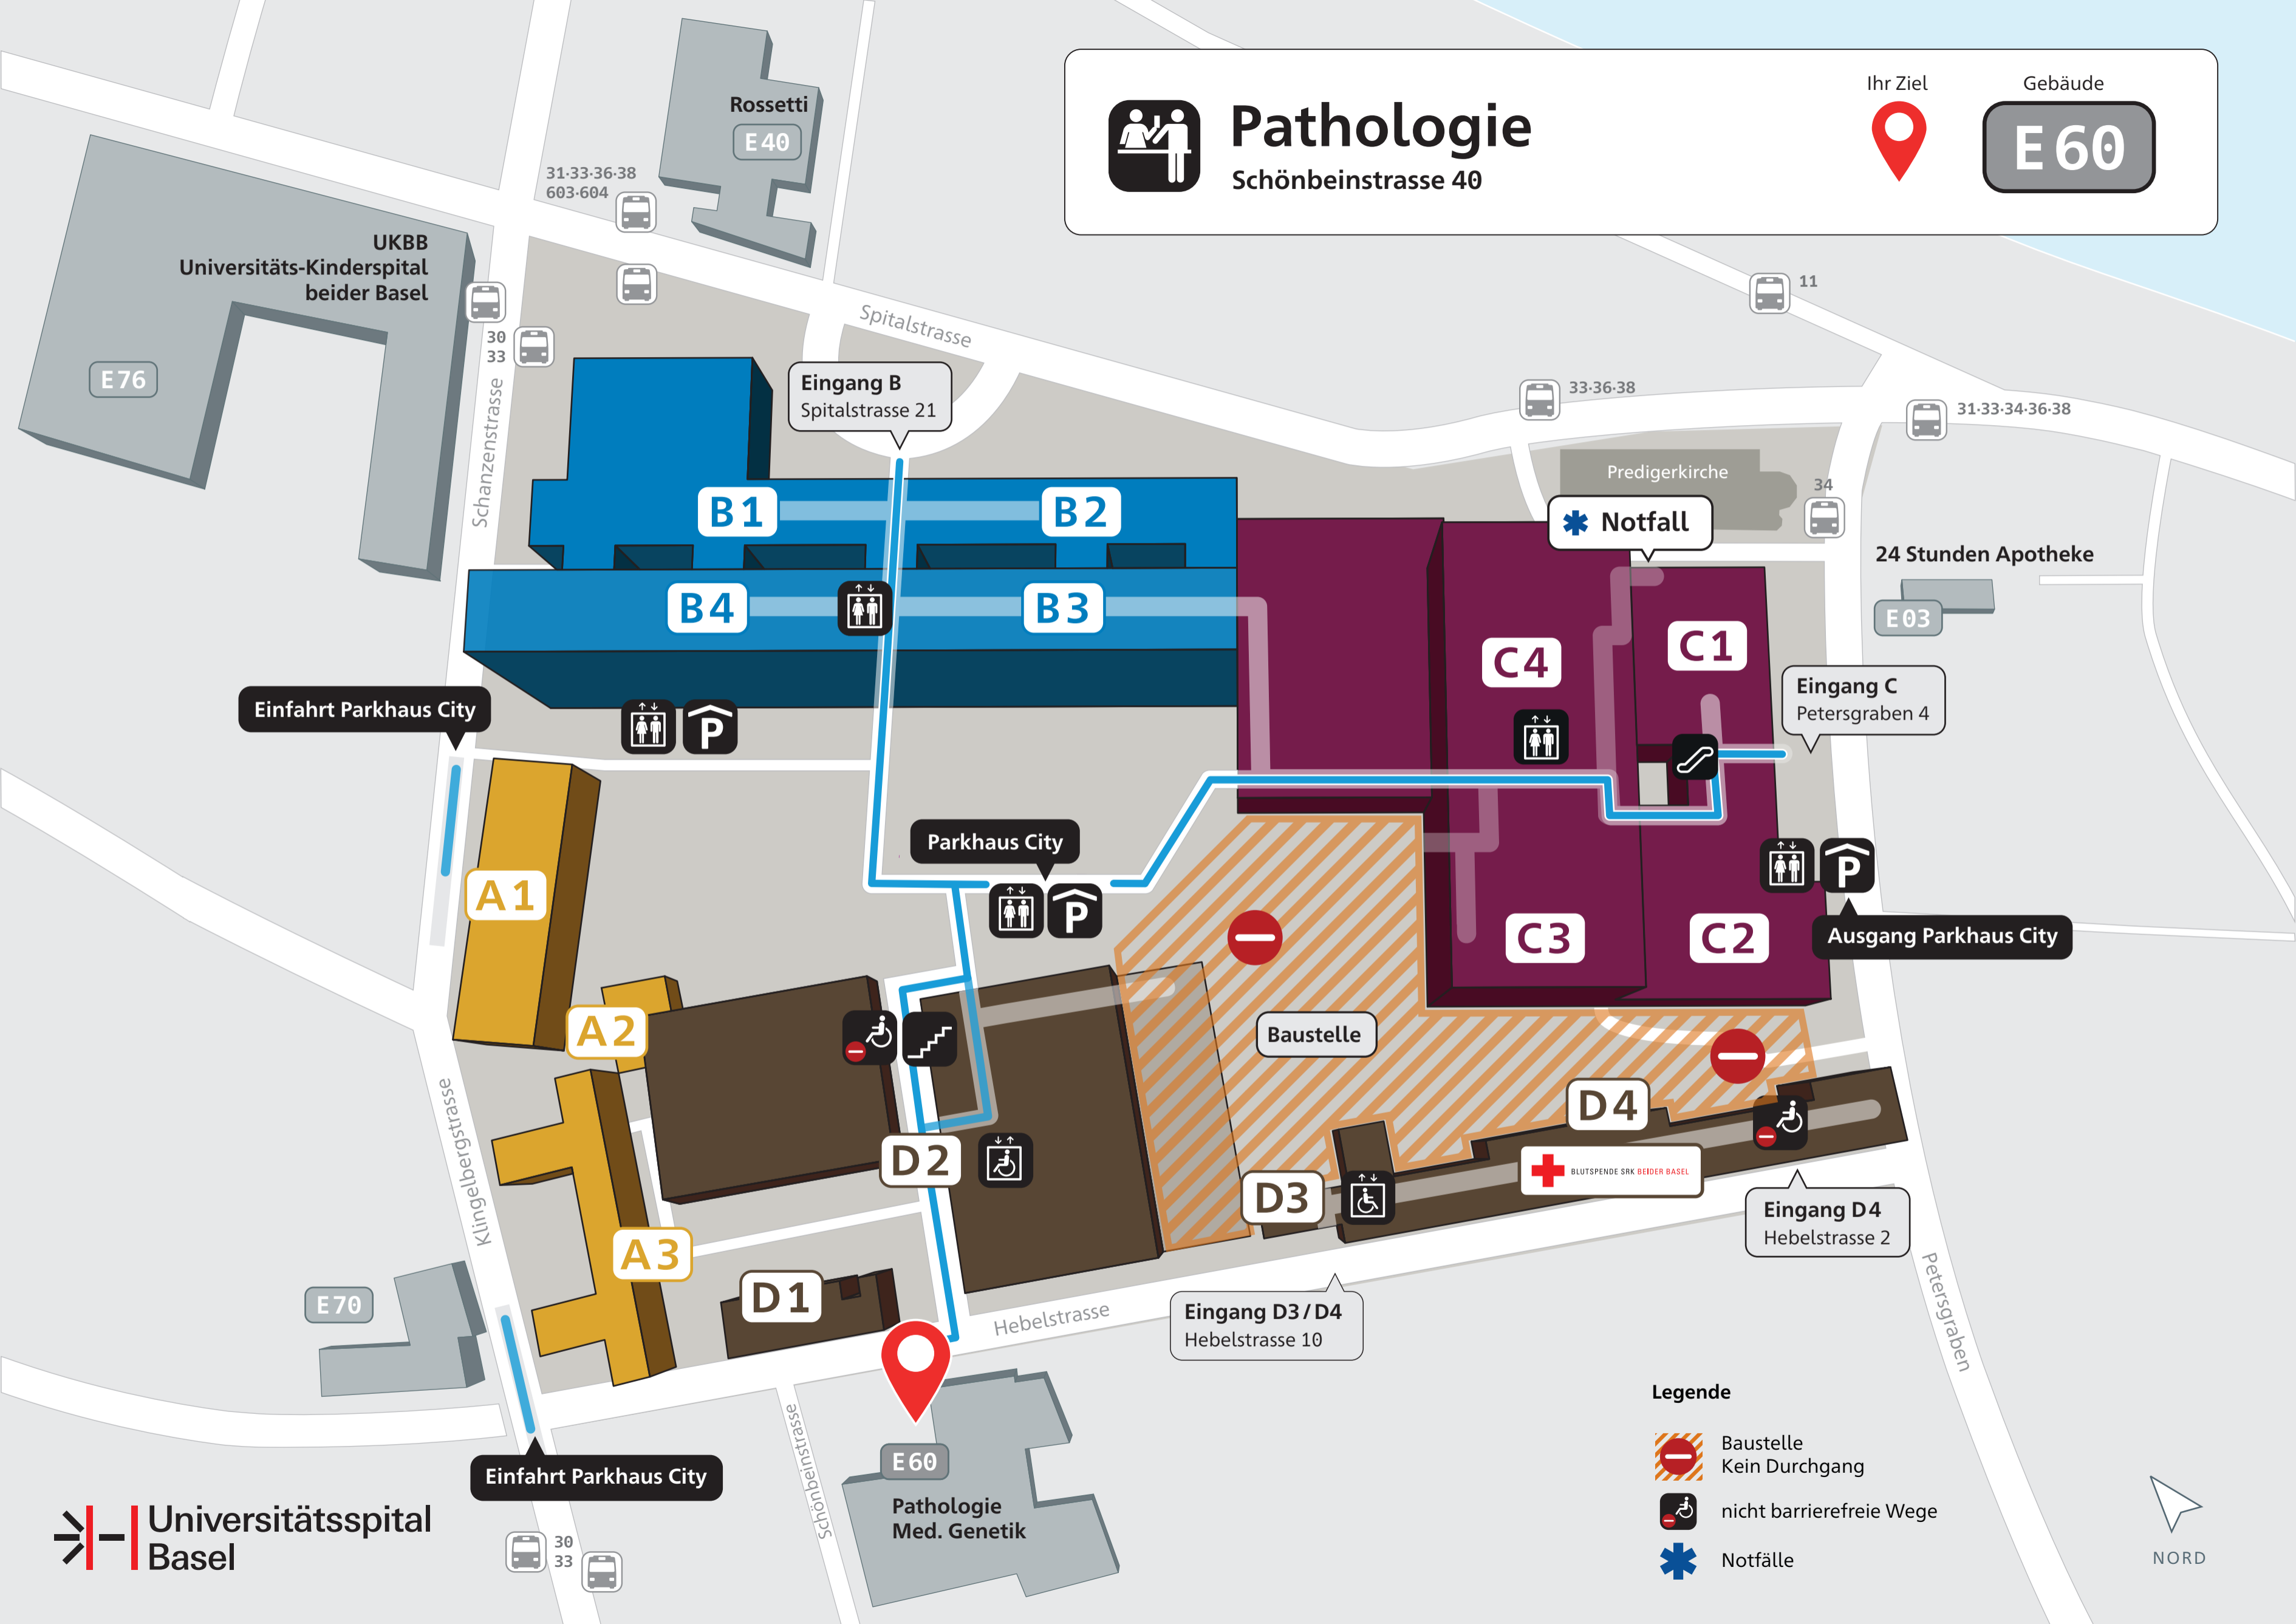 Pathologie
Schönbeinstrasse 40
Ihr Ziel
Gebäude
E 60
Rossetti
E 40
31·33·36·38
603·604
UKBB
Universitäts-Kinderspital
beider Basel
E 76
30
33
Schanzenstrasse
Spitalstrasse
11
33·36·38
31·33·34·36·38
Eingang B
Spitalstrasse 21
Predigerkirche
34
Notfall
24 Stunden Apotheke
E 03
B 1
B 2
B 4
B 3
C 4
C 1
Eingang C
Petersgraben 4
Einfahrt Parkhaus City
P
Parkhaus City
P
P
A 1
C 3
C 2
Ausgang Parkhaus City
A 2
Baustelle
Klingelbergstrasse
D 2
D 4
BLUTSPENDE SRK BEIDER BASEL
D 3
Eingang D 4
Hebelstrasse 2
A 3
D 1
E 70
Hebelstrasse
Eingang D 3 / D 4
Hebelstrasse 10
Petersgraben
Schönbeinstrasse
E 60
Pathologie
Med. Genetik
Einfahrt Parkhaus City
30
33
Universitätsspital
Basel
Legende
Baustelle
Kein Durchgang
nicht barrierefreie Wege
Notfälle
NORD